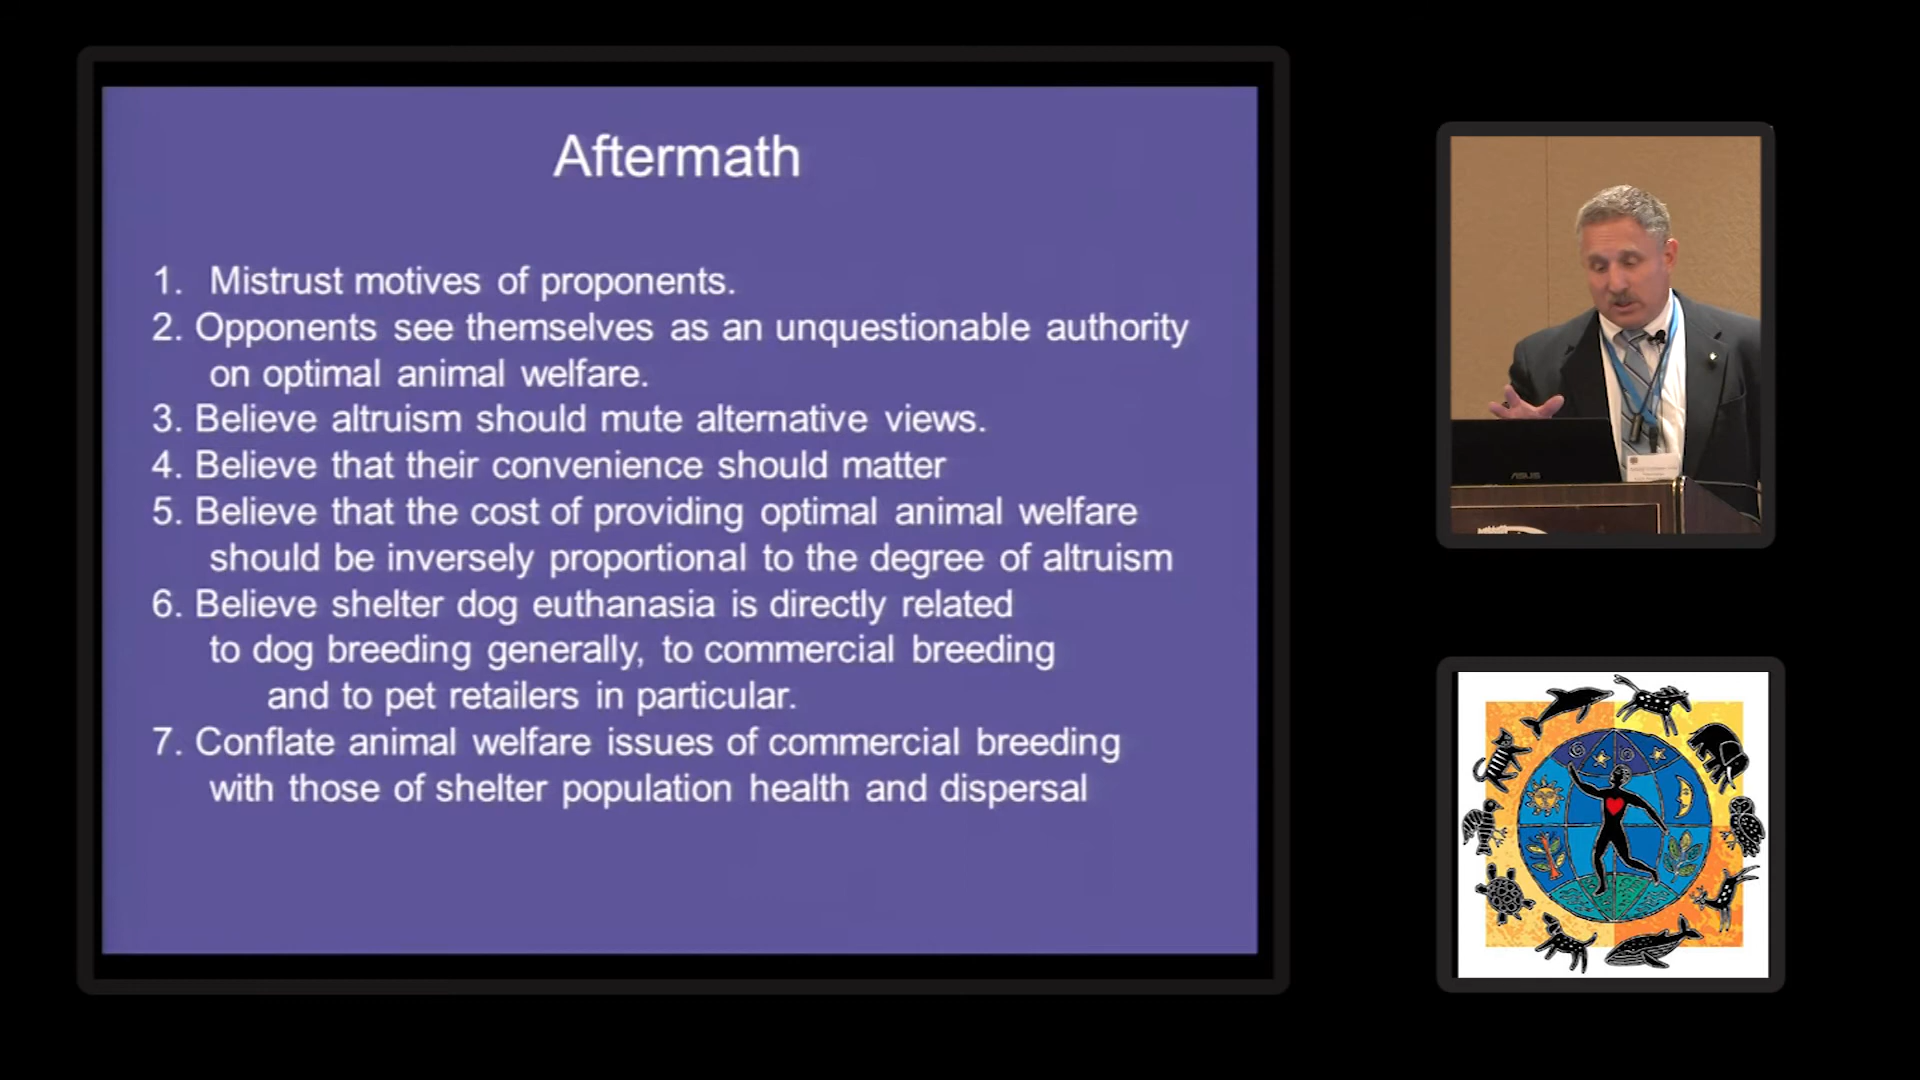 Aftermath
1. Mistrust motives of proponents.
2. Opponents see themselves as an unquestionable authority
on optimal animal welfare.
3. Believe altruism should mute alternative views.
4. Believe that their convenience should matter
5. Believe that the cost of providing optimal animal welfare
should be inversely proportional to the degree of altruism
6. Believe shelter dog euthanasia is directly related
to dog breeding generally, to commercial breeding
and to pet retailers in particular.
7. Conflate animal welfare issues of commercial breeding
with those of shelter population health and dispersal
ASUS